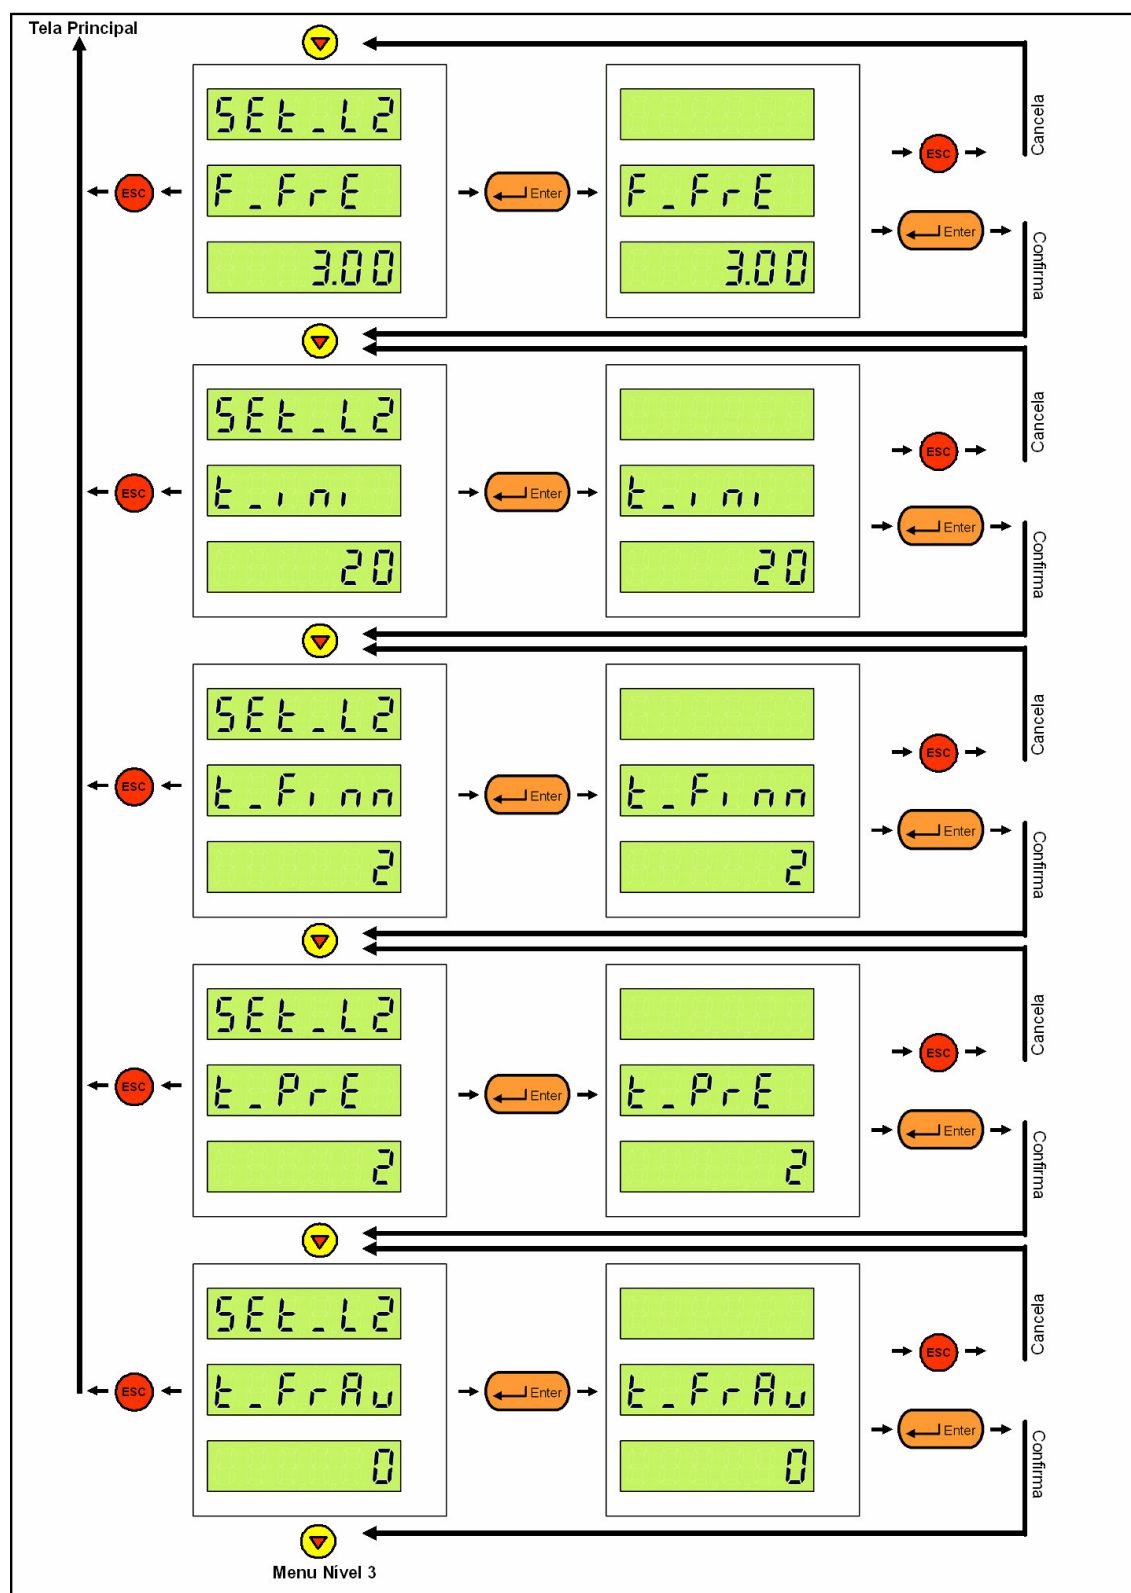 Tela Principal
SEt_L2
F_FrE
3.00
ESC
Enter
F_FrE
3.00
ESC
Enter
Cancela
Confirma
SEt_L2
t_ini
20
ESC
Enter
t_ini
20
ESC
Enter
Cancela
Confirma
SEt_L2
t_Finn
2
ESC
Enter
t_Finn
2
ESC
Enter
Cancela
Confirma
SEt_L2
t_PrE
2
ESC
Enter
t_PrE
2
ESC
Enter
Cancela
Confirma
SEt_L2
t_FrAu
0
ESC
Enter
t_FrAu
0
ESC
Enter
Cancela
Confirma
Menu Nível 3